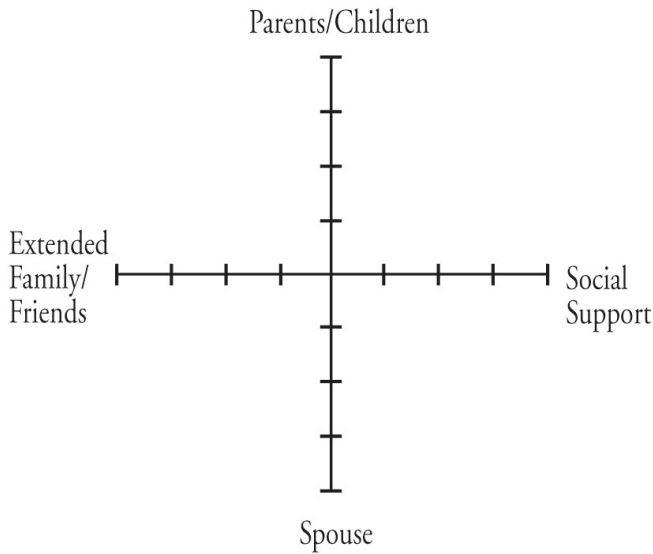 Parents/Children
Extended
Family/
Friends
Social
Support
Spouse